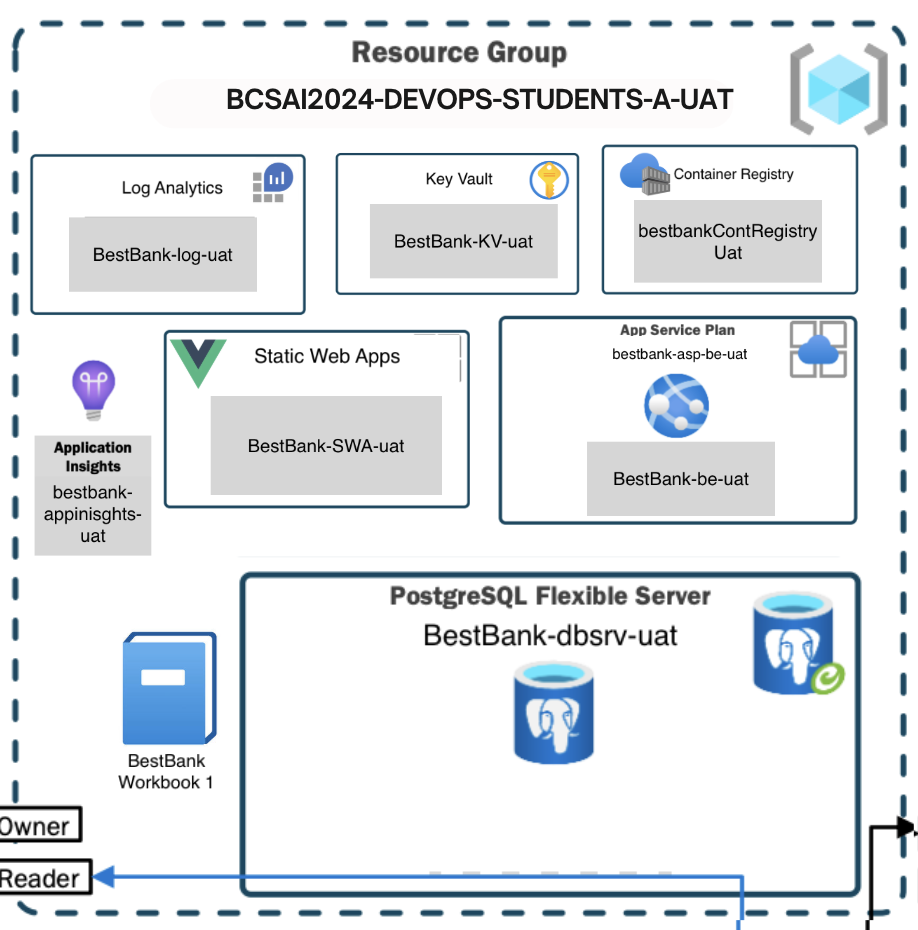 Resource Group
BCSAI2024-DEVOPS-STUDENTS-A-UAT
Log Analytics
BestBank-log-uat
Key Vault
BestBank-KV-uat
Container Registry
bestbankContRegistry
Uat
Application
Insights
bestbank-
appinisghts-
uat
Static Web Apps
BestBank-SWA-uat
App Service Plan
bestbank-asp-be-uat
BestBank-be-uat
PostgreSQL Flexible Server
BestBank-dbsrv-uat
BestBank
Workbook 1
Owner
Reader